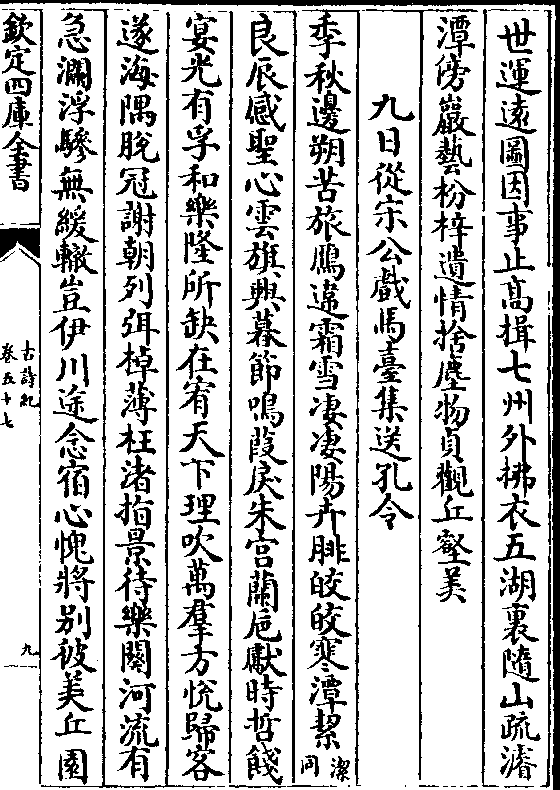 世運遠圖因事止髙揖七州外拂衣五湖裏隨山疏濬
潭傍巖藝枌梓遺情捨塵物貞觀丘壑美
九日從宋公戲馬臺集送孔令
季秋邊朔苦旅鴈違霜雪凄凄陽卉腓皎皎寒潭絜潔同
良辰感聖心雲旗興暮節鳴葭戾朱宫蘭巵獻時哲餞
宴光有孚和樂隆所缺在宥天下理吹萬羣方悅歸客
遂海隅脫冠謝朝列弭棹薄枉渚指景待樂闋河流有
急瀾浮驂無緩轍豈伊川途念宿心愧將别彼美丘園
欽定四庫全書
古詩紀
卷五十七
九